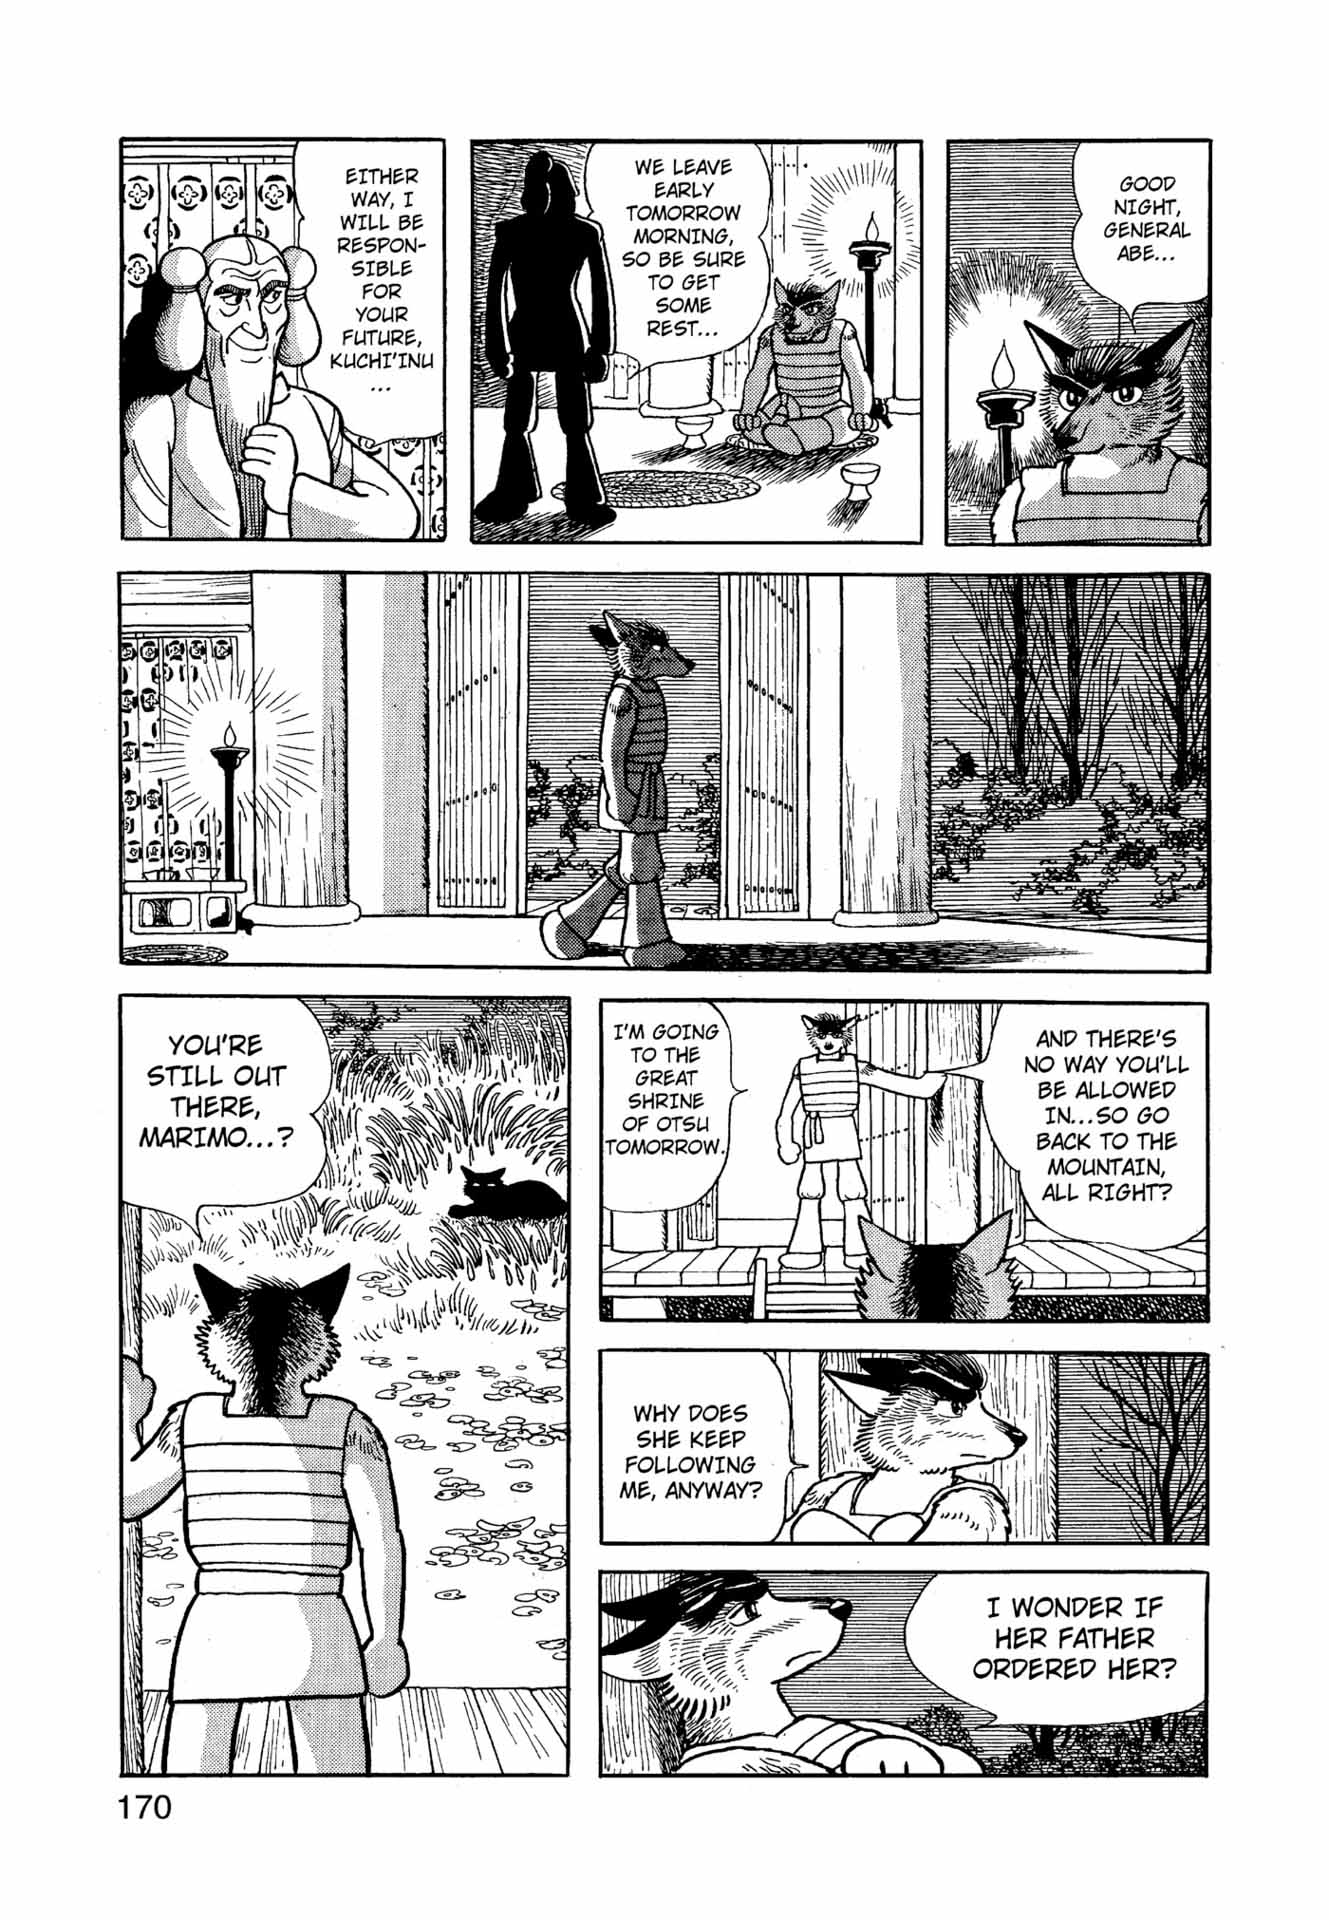 EITHER
WAY, I
WILL BE
RESPON-
SIBLE
FOR
YOUR
FUTURE,
KUCHI'INU
...
WE LEAVE
EARLY
TOMORROW
MORNING,
SO BE SURE
TO GET
SOME
REST...
GOOD
NIGHT,
GENERAL
ABE...
YOU'RE
STILL OUT
THERE,
MARIMO...?
I'M GOING
TO THE
GREAT
SHRINE
OF OTSU
TOMORROW.
AND THERE'S
NO WAY YOU'LL
BE ALLOWED
IN...SO GO
BACK TO THE
MOUNTAIN,
ALL RIGHT?
WHY DOES
SHE KEEP
FOLLOWING
ME, ANYWAY?
I WONDER IF
HER FATHER
ORDERED HER?
170